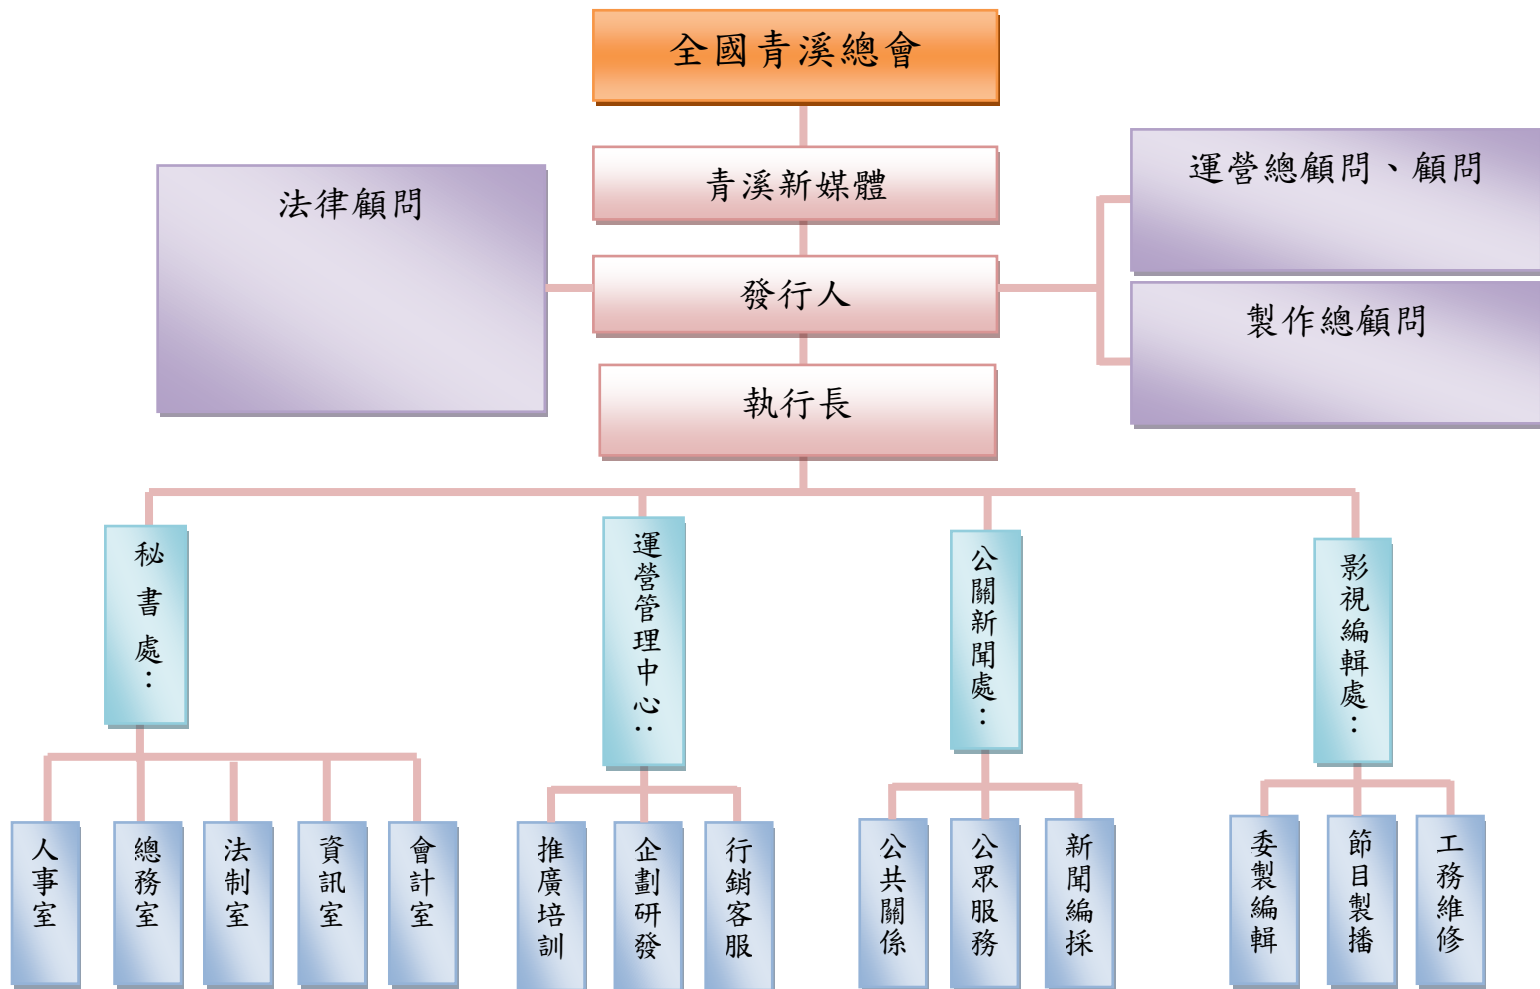 全國青溪總會
青溪新媒體
法律顧問
運營總顧問、顧問
發行人
製作總顧問
執行長
秘書處：
運營管理中心：:
公關新聞處：
影視編輯處：
人事室
總務室
法制室
資訊室
會計室
推廣培訓
企劃研發
行銷客服
公共關係
公眾服務
新聞編採
委製編輯
節目製播
工務維修